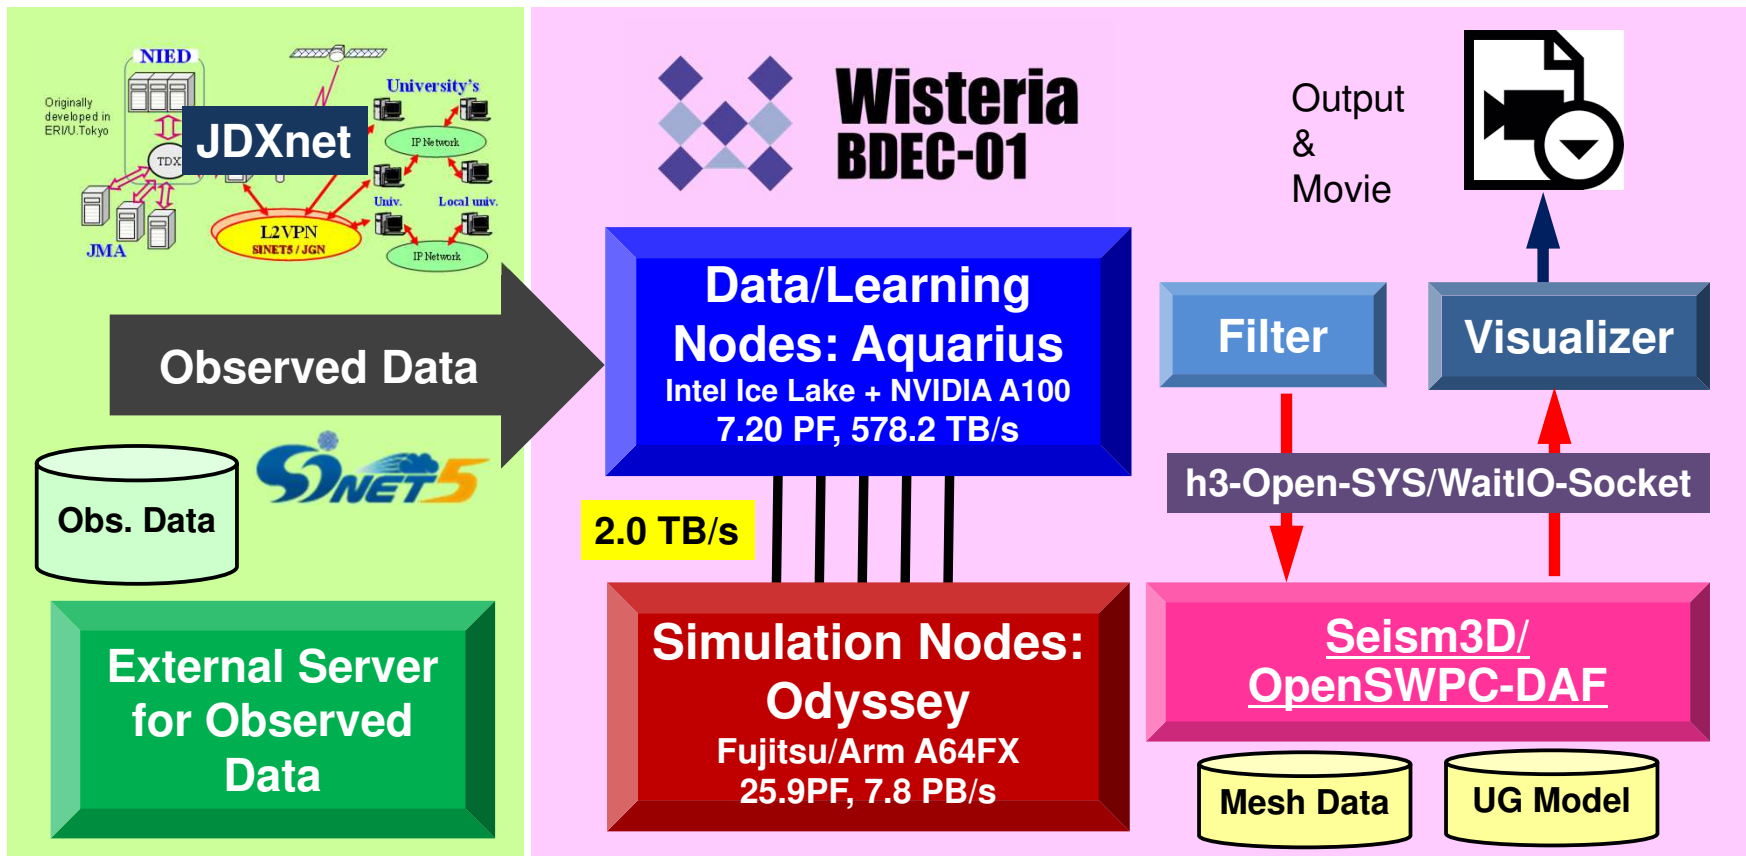 NIED
Originally
developed in
ERI/U.Tokyo
JDXnet
TDX
JMA
University's
IP Network
Univ.
Local univ.
L2VPN
SINET5 / JGN
IP Network
Observed Data
SINET5
Obs. Data
External Server
for Observed
Data
Wisteria
BDEC-01
Data/Learning
Nodes: Aquarius
Intel Ice Lake + NVIDIA A100
7.20 PF, 578.2 TB/s
2.0 TB/s
Simulation Nodes:
Odyssey
Fujitsu/Arm A64FX
25.9PF, 7.8 PB/s
Output
&
Movie
Filter
Visualizer
h3-Open-SYS/WaitIO-Socket
Seism3D/
OpenSWPC-DAF
Mesh Data
UG Model